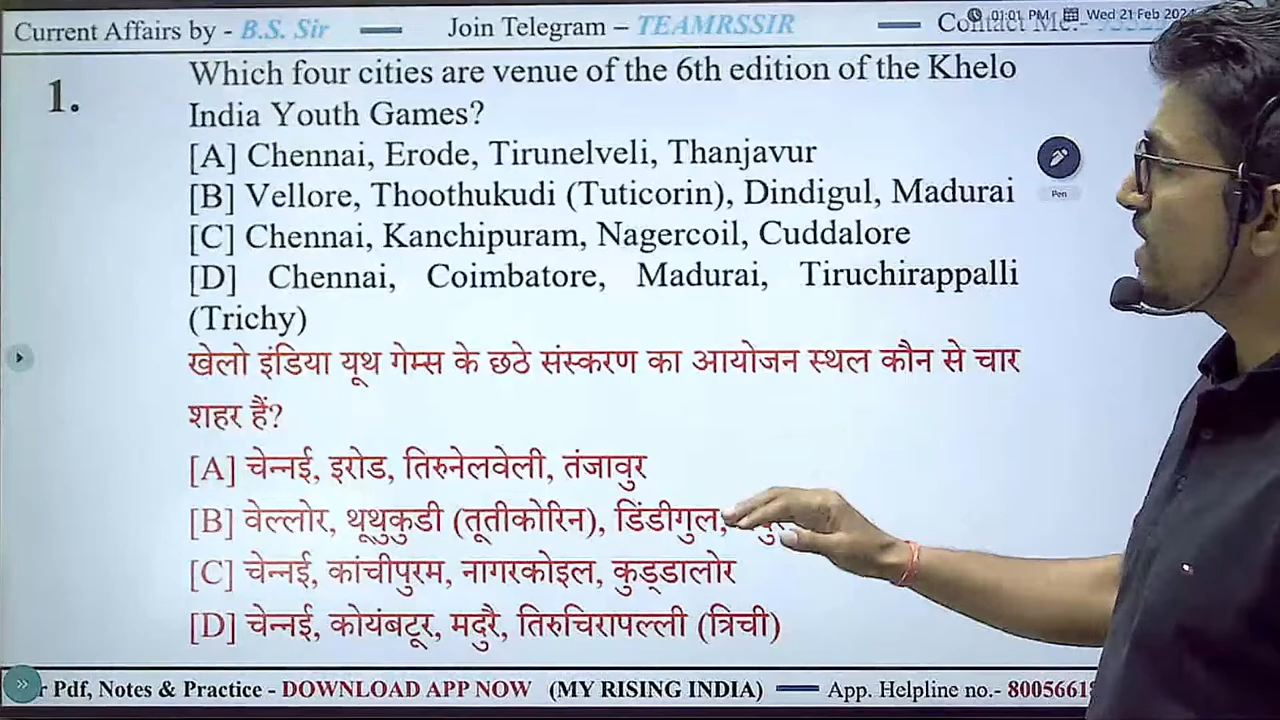 Current Affairs by - B.S. Sir
Join Telegram – TEAMRSSIR
Contact Me.-
01:01 PM
Wed 21 Feb 2024
1.
Which four cities are venue of the 6th edition of the Khelo
India Youth Games?
[A] Chennai, Erode, Tirunelveli, Thanjavur
[B] Vellore, Thoothukudi (Tuticorin), Dindigul, Madurai
[C] Chennai, Kanchipuram, Nagercoil, Cuddalore
[D] Chennai, Coimbatore, Madurai, Tiruchirappalli
(Trichy)
Pen
खेलो इंडिया यूथ गेम्स के छठे संस्करण का आयोजन स्थल कौन से चार
शहर हैं?
[A] चेन्नई, इरोड, तिरुनेलवेली, तंजावुर
[B] वेल्लोर, थूथुकुडी (तूतीकोरिन), डिंडीगुल,
[C] चेन्नई, कांचीपुरम, नागरकोइल, कुड्डालोर
[D] चेन्नई, कोयंबटूर, मदुरै, तिरुचिरापल्ली (त्रिची)
r Pdf, Notes & Practice - DOWNLOAD APP NOW (MY RISING INDIA)
App. Helpline no.- 8005661